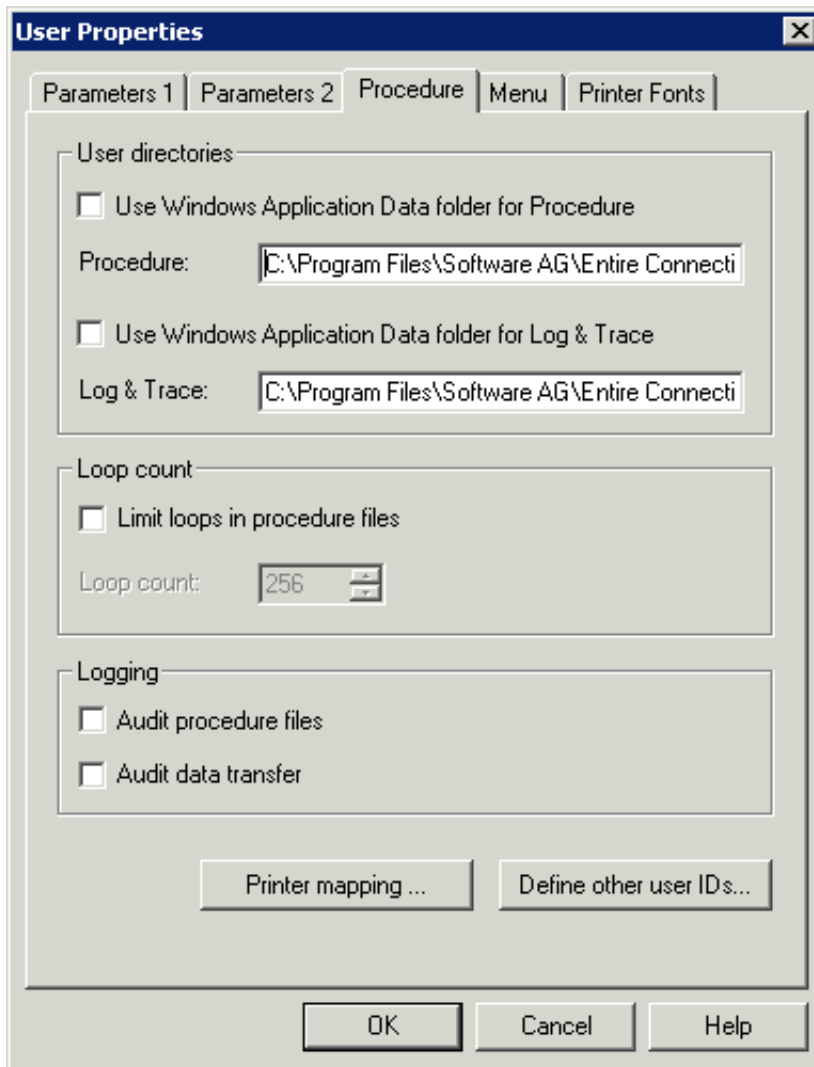 User Properties
Parameters 1 Parameters 2 Procedure Menu Printer Fonts
User directories
Use Windows Application Data folder for Procedure
Procedure: C:\Program Files\Software AG\Entire Connecti
Use Windows Application Data folder for Log & Trace
Log & Trace: C:\Program Files\Software AG\Entire Connecti
Loop count
Limit loops in procedure files
Loop count: 256
Logging
Audit procedure files
Audit data transfer
Printer mapping ... Define other user IDs...
OK Cancel Help